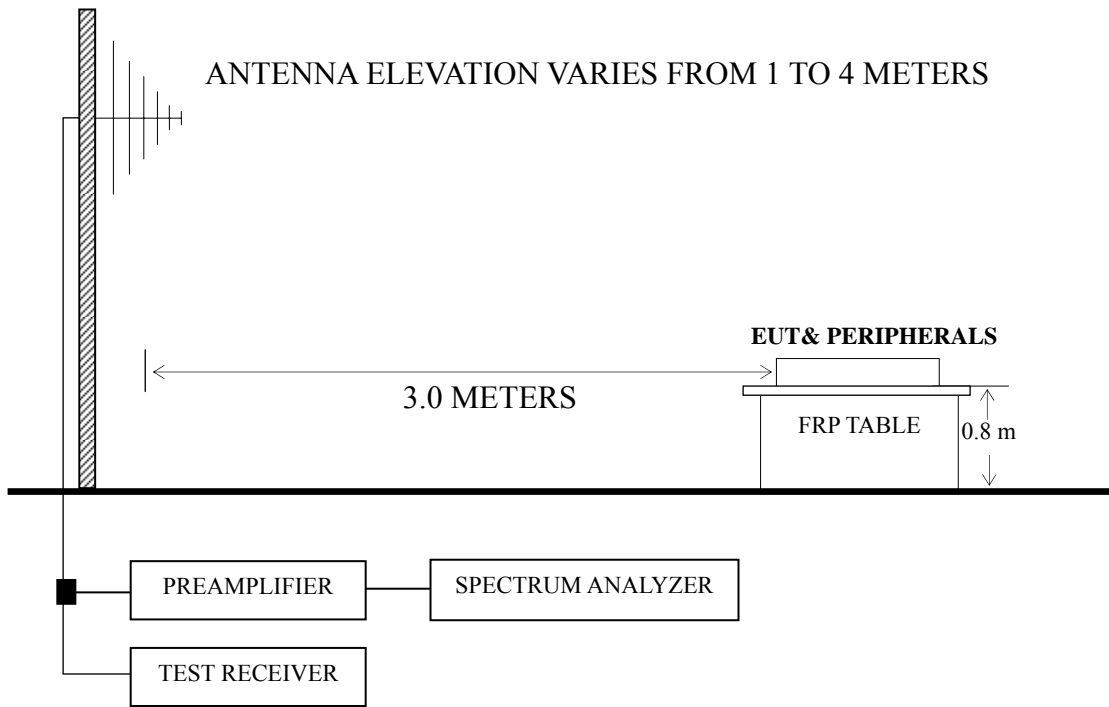 ANTENNA ELEVATION VARIES FROM 1 TO 4 METERS
EUT& PERIPHERALS
3.0 METERS
FRP TABLE
0.8 m
PREAMPLIFIER
SPECTRUM ANALYZER
TEST RECEIVER